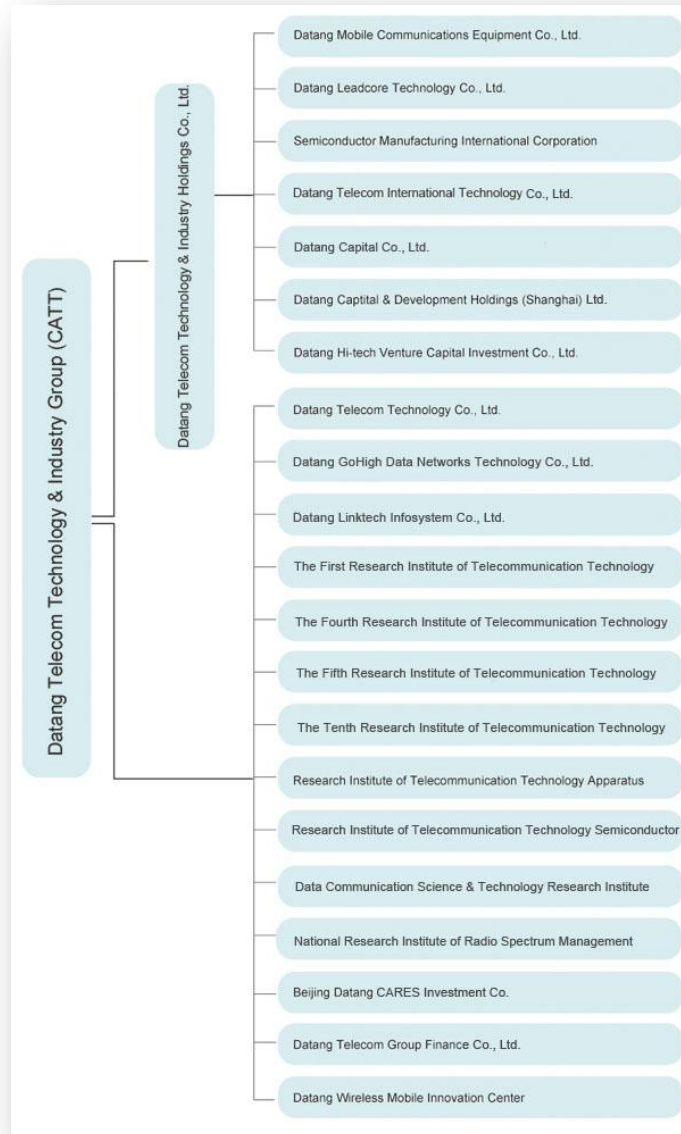 Datang Telecom Technology & Industry Group (CATT)
Datang Telecom Technology & Industry Holdings Co., Ltd.
Datang Mobile Communications Equipment Co., Ltd.
Datang Leadcore Technology Co., Ltd.
Semiconductor Manufacturing International Corporation
Datang Telecom International Technology Co., Ltd.
Datang Capital Co., Ltd.
Datang Captital & Development Holdings (Shanghai) Ltd.
Datang Hi-tech Venture Capital Investment Co., Ltd.
Datang Telecom Technology Co., Ltd.
Datang GoHigh Data Networks Technology Co., Ltd.
Datang Linktech Infosystem Co., Ltd.
The First Research Institute of Telecommunication Technology
The Fourth Research Institute of Telecommunication Technology
The Fifth Research Institute of Telecommunication Technology
The Tenth Research Institute of Telecommunication Technology
Research Institute of Telecommunication Technology Apparatus
Research Institute of Telecommunication Technology Semiconductor
Data Communication Science & Technology Research Institute
National Research Institute of Radio Spectrum Management
Beijing Datang CARES Investment Co.
Datang Telecom Group Finance Co., Ltd.
Datang Wireless Mobile Innovation Center